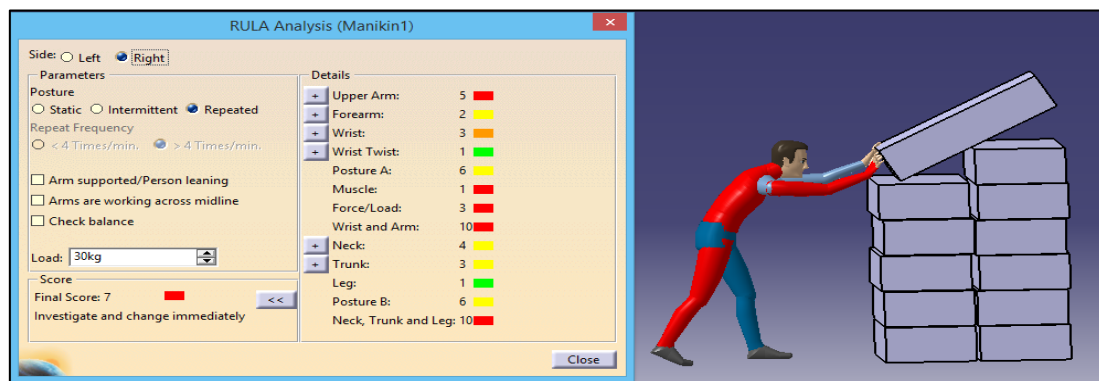 RULA Analysis (Manikin1)
Side: Left Right
Parameters
Posture
Static Intermittent Repeated
Repeat Frequency
< 4 Times/min. > 4 Times/min.
Arm supported/Person leaning
Arms are working across midline
Check balance
Load: 30kg
Score
Final Score: 7
<<
Investigate and change immediately
Details
+ Upper Arm: 5
+ Forearm: 2
+ Wrist: 3
+ Wrist Twist: 1
Posture A: 6
Muscle: 1
Force/Load: 3
Wrist and Arm: 10
+ Neck: 4
+ Trunk: 3
Leg: 1
Posture B: 6
Neck, Trunk and Leg: 10
Close